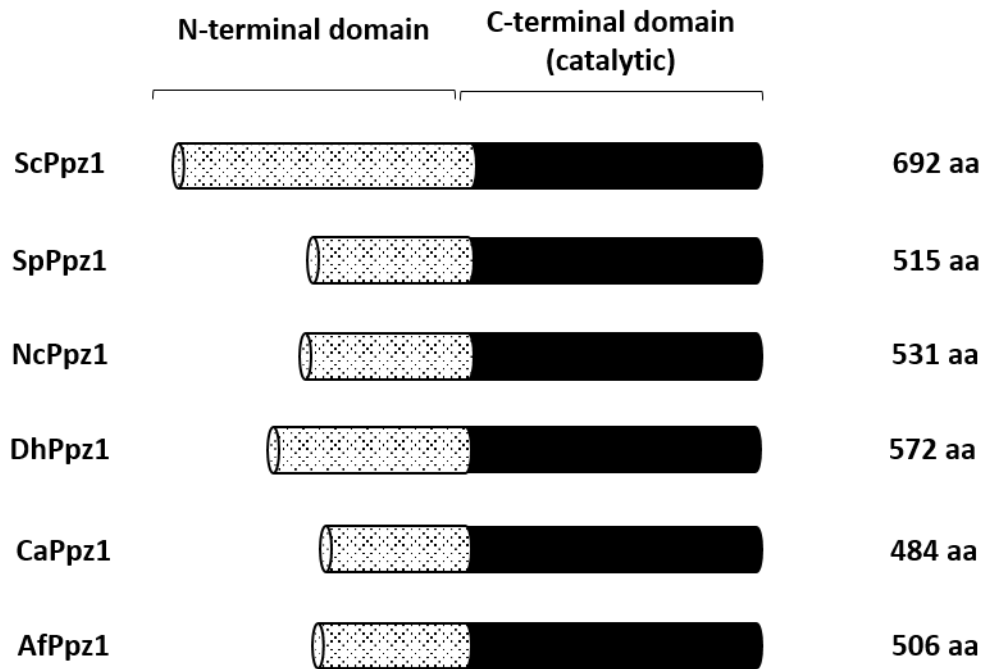 N-terminal domain
C-terminal domain
(catalytic)
ScPpz1 692 aa
SpPpz1 515 aa
NcPpz1 531 aa
DhPpz1 572 aa
CaPpz1 484 aa
AfPpz1 506 aa